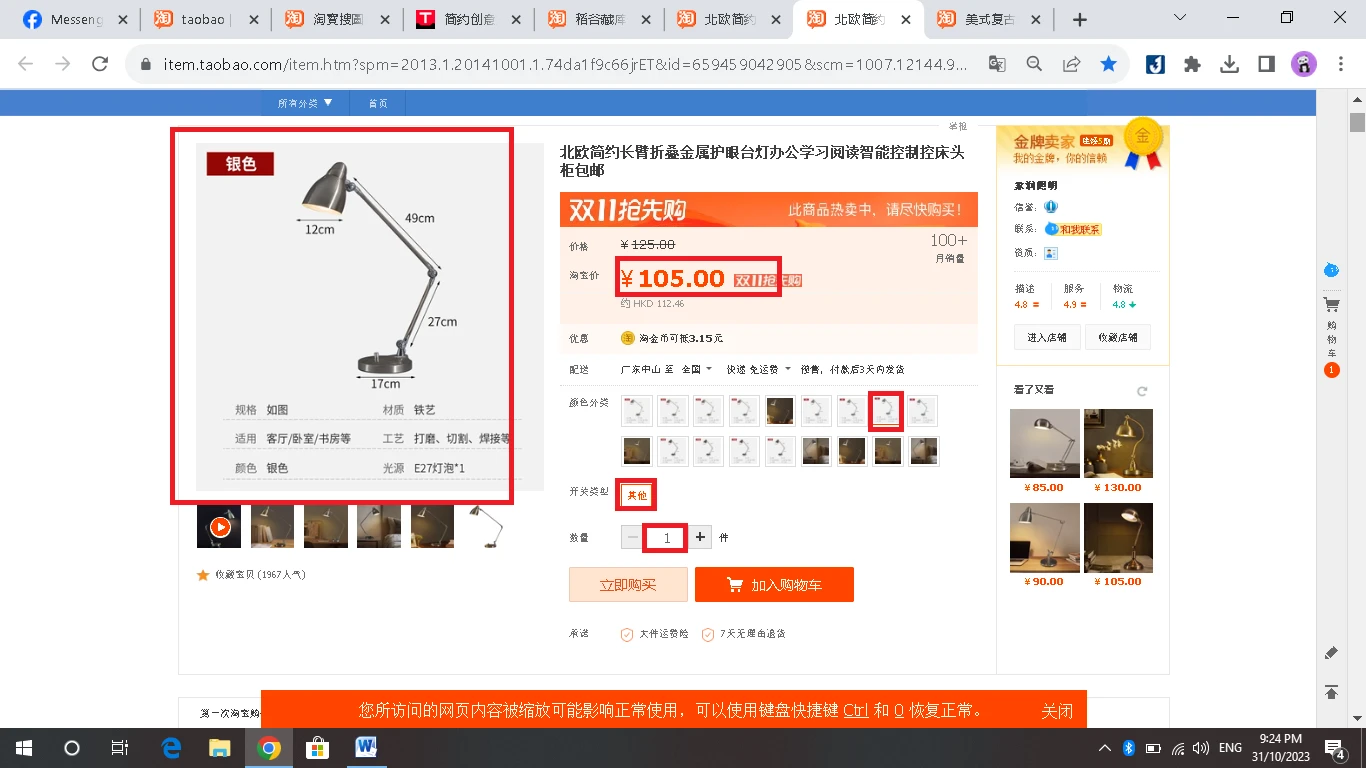 Messeng
taobao |
淘寶搜圖
简约创意
稻谷藏库
北欧简约
北欧简约
美式复古
item.taobao.com/item.htm?spm=2013.1.20141001.1.74da1f9c66jrET&id=659459042905&scm=1007.12144.9...
所有分类 ▼
首页
举报
银色
49cm
12cm
27cm
17cm
规格 如图 材质 铁艺
适用 客厅/卧室/书房等 工艺 打磨、切割、焊接等
颜色 银色 光源 E27灯泡*1
收藏宝贝 (1967人气)
北欧简约长臂折叠金属护眼台灯办公学习阅读智能控制控床头
柜包邮
双11抢先购 此商品热卖中，请尽快购买！
价格 ¥ 125.00
100+
月销量
淘宝价 ¥ 105.00 双11抢先购
约 HKD 112.46
优惠 淘金币可抵3.15元
配送 广东中山 至 全国 快递 免运费 预售，付款后3天内发货
颜色分类
开关类型 其他
数量 − 1 + 件
立即购买 加入购物车
承诺 大件运费险 7天无理由退货
金牌卖家
我的金牌，你的信赖
金
信誉：
联系： 和我联系
资质：
描述 服务 物流
4.8 = 4.9 = 4.8
进入店铺 收藏店铺
看了又看
¥ 85.00 ¥ 130.00
¥ 90.00 ¥ 105.00
购
物
车
1
第一次淘宝购
您所访问的网页内容被缩放可能影响正常使用，可以使用键盘快捷键 Ctrl 和 0 恢复正常。 关闭
ENG
9:24 PM
31/10/2023
4